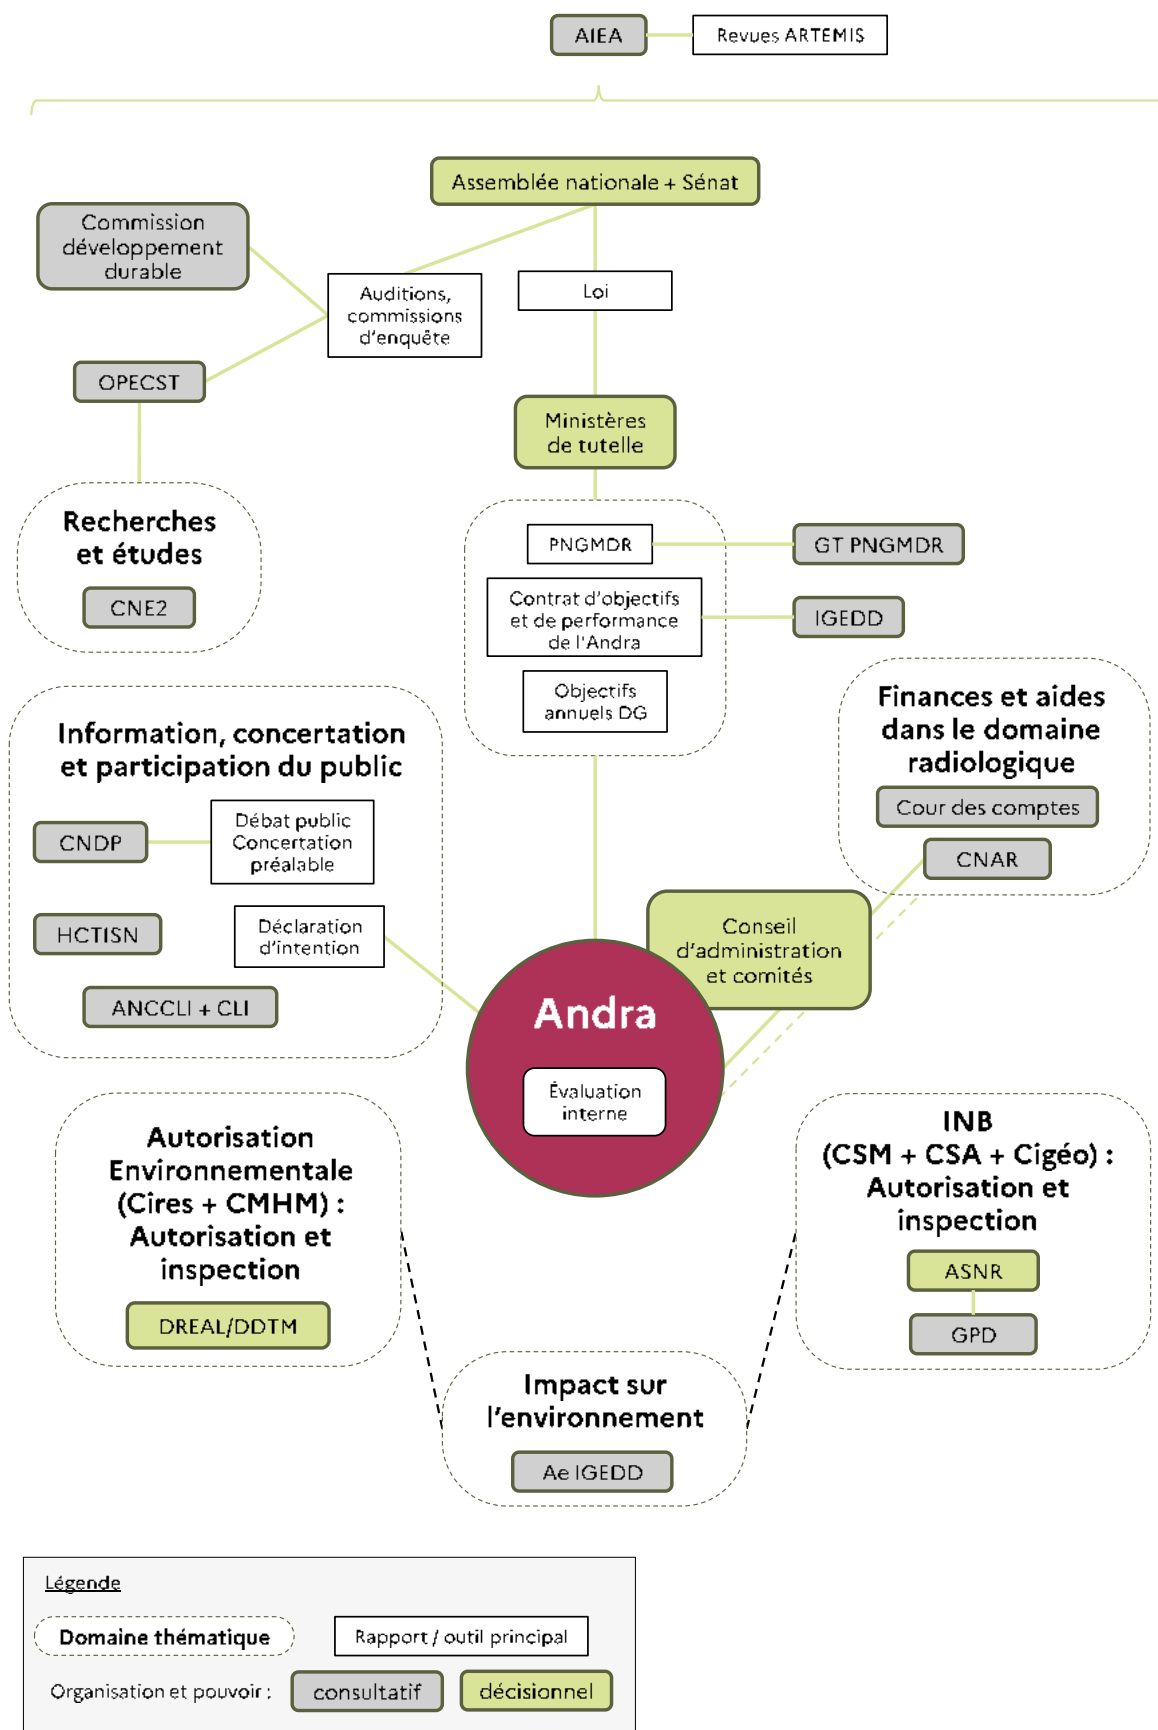 AIEA
Revues ARTEMIS
Assemblée nationale + Sénat
Commission
développement
durable
Auditions,
commissions
d'enquête
Loi
OPECST
Ministères
de tutelle
Recherches
et études
CNE2
PNGMDR
GT PNGMDR
Contrat d'objectifs
et de performance
de l'Andra
IGEDD
Objectifs
annuels DG
Finances et aides
dans le domaine
radiologique
Cour des comptes
CNAR
Information, concertation
et participation du public
CNDP
Débat public
Concertation
préalable
HCTISN
Déclaration
d'intention
ANCCLI + CLI
Conseil
d'administration
et comités
Andra
Évaluation
interne
Autorisation
Environnementale
(Cires + CMHM) :
Autorisation et
inspection
DREAL/DDTM
INB
(CSM + CSA + Cigéo) :
Autorisation et
inspection
ASNR
GPD
Impact sur
l'environnement
Ae IGEDD
Légende
Domaine thématique
Rapport / outil principal
Organisation et pouvoir :
consultatif
décisionnel